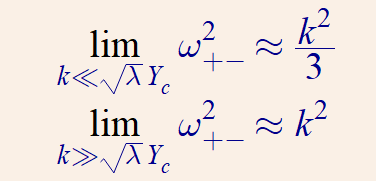 lim_{k≪√λ Y_c} ω²_{+−} ≈ k²/3
lim_{k≫√λ Y_c} ω²_{+−} ≈ k²